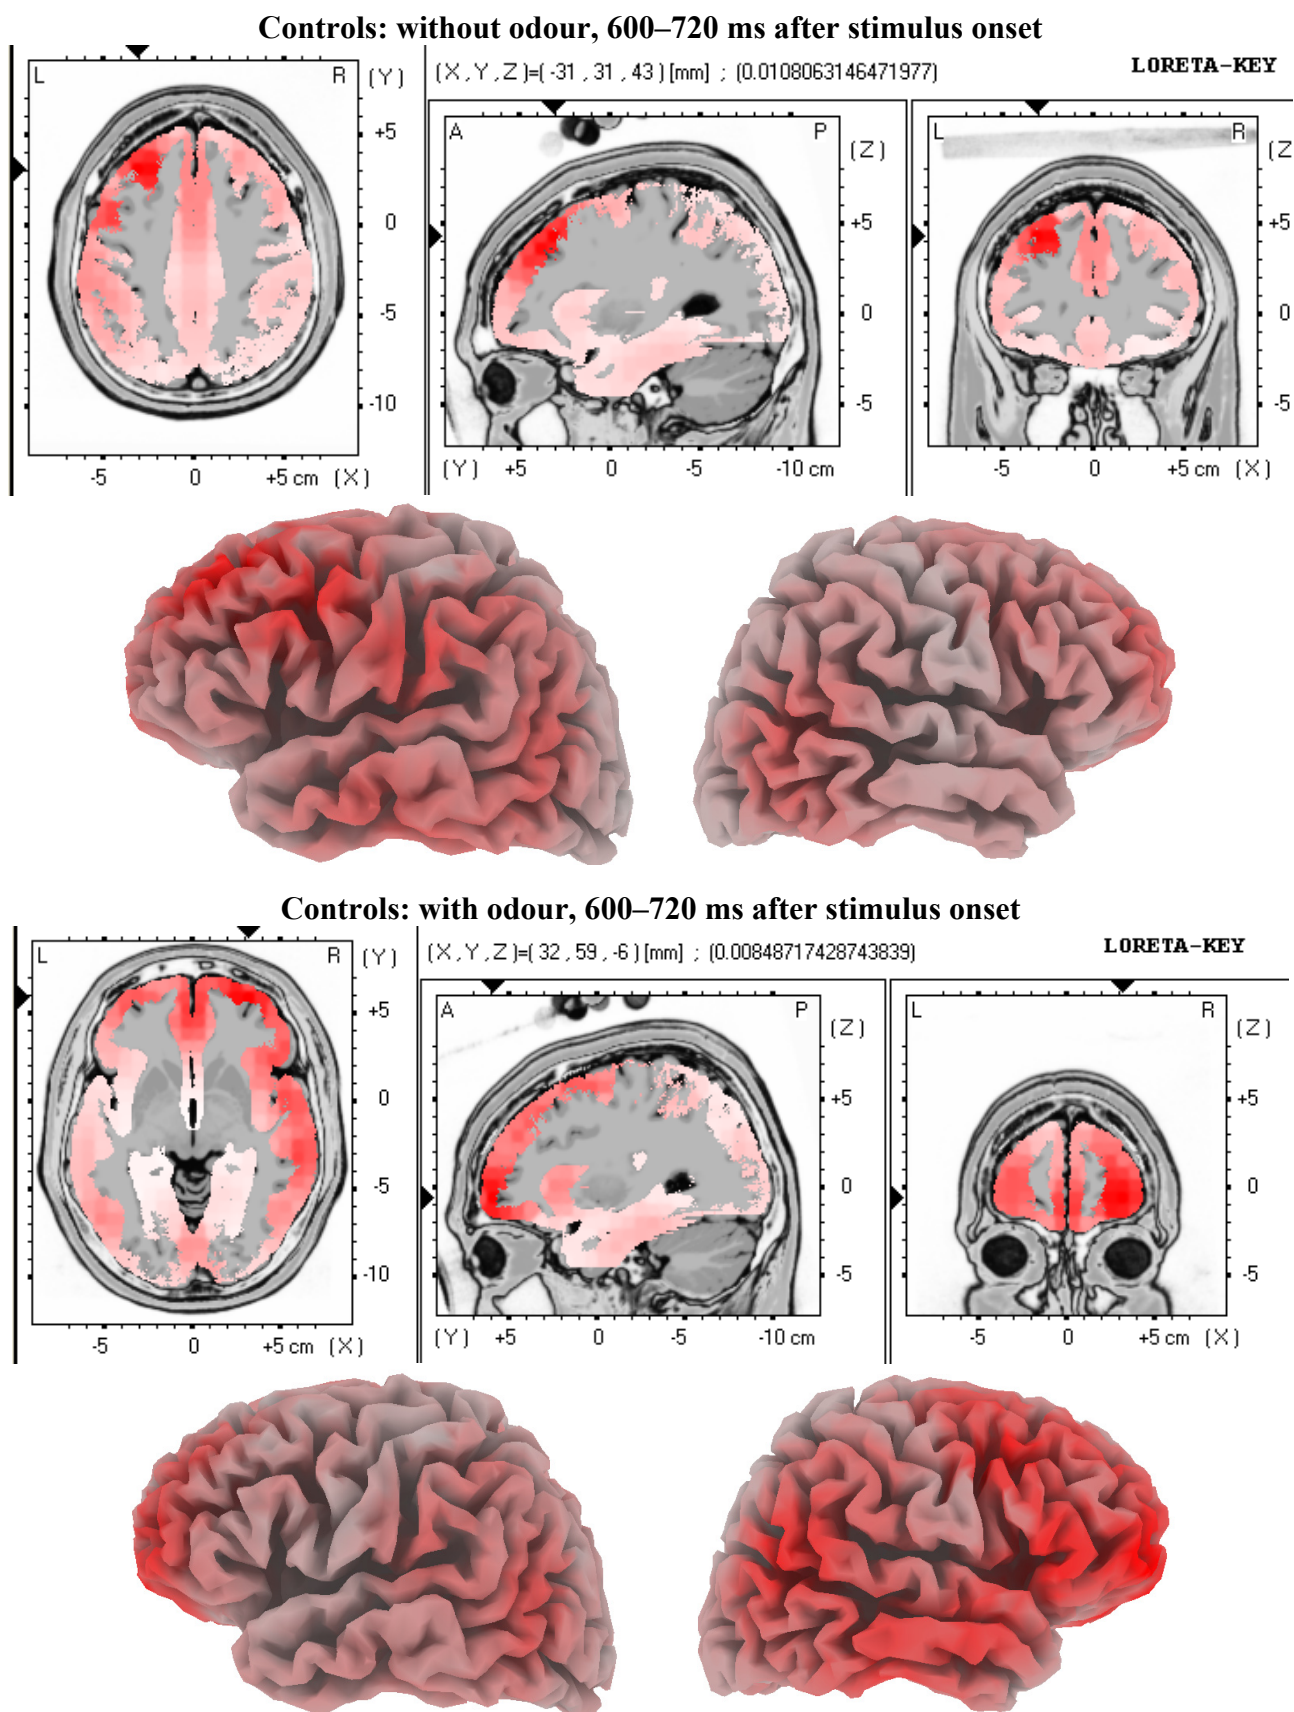 Controls: without odour, 600–720 ms after stimulus onset
L R (Y) (X,Y,Z)=(-31,31,43)[mm] ; (0.0108063146471977) LORETA-KEY
A P (Z) L R (Z
+5 +5 +5
0 0 0
-5 -5 -5
-10
-5 0 +5 cm (X) (Y) +5 0 -5 -10 cm -5 0 +5 cm (X)
Controls: with odour, 600–720 ms after stimulus onset
L R (Y) (X,Y,Z)=(32,59,-6)[mm] ; (0.00848717428743839) LORETA-KEY
A P (Z) L R (Z)
+5 +5 +5
0 0 0
-5 -5 -5
-10
-5 0 +5 cm (X) (Y) +5 0 -5 -10 cm -5 0 +5 cm (X)